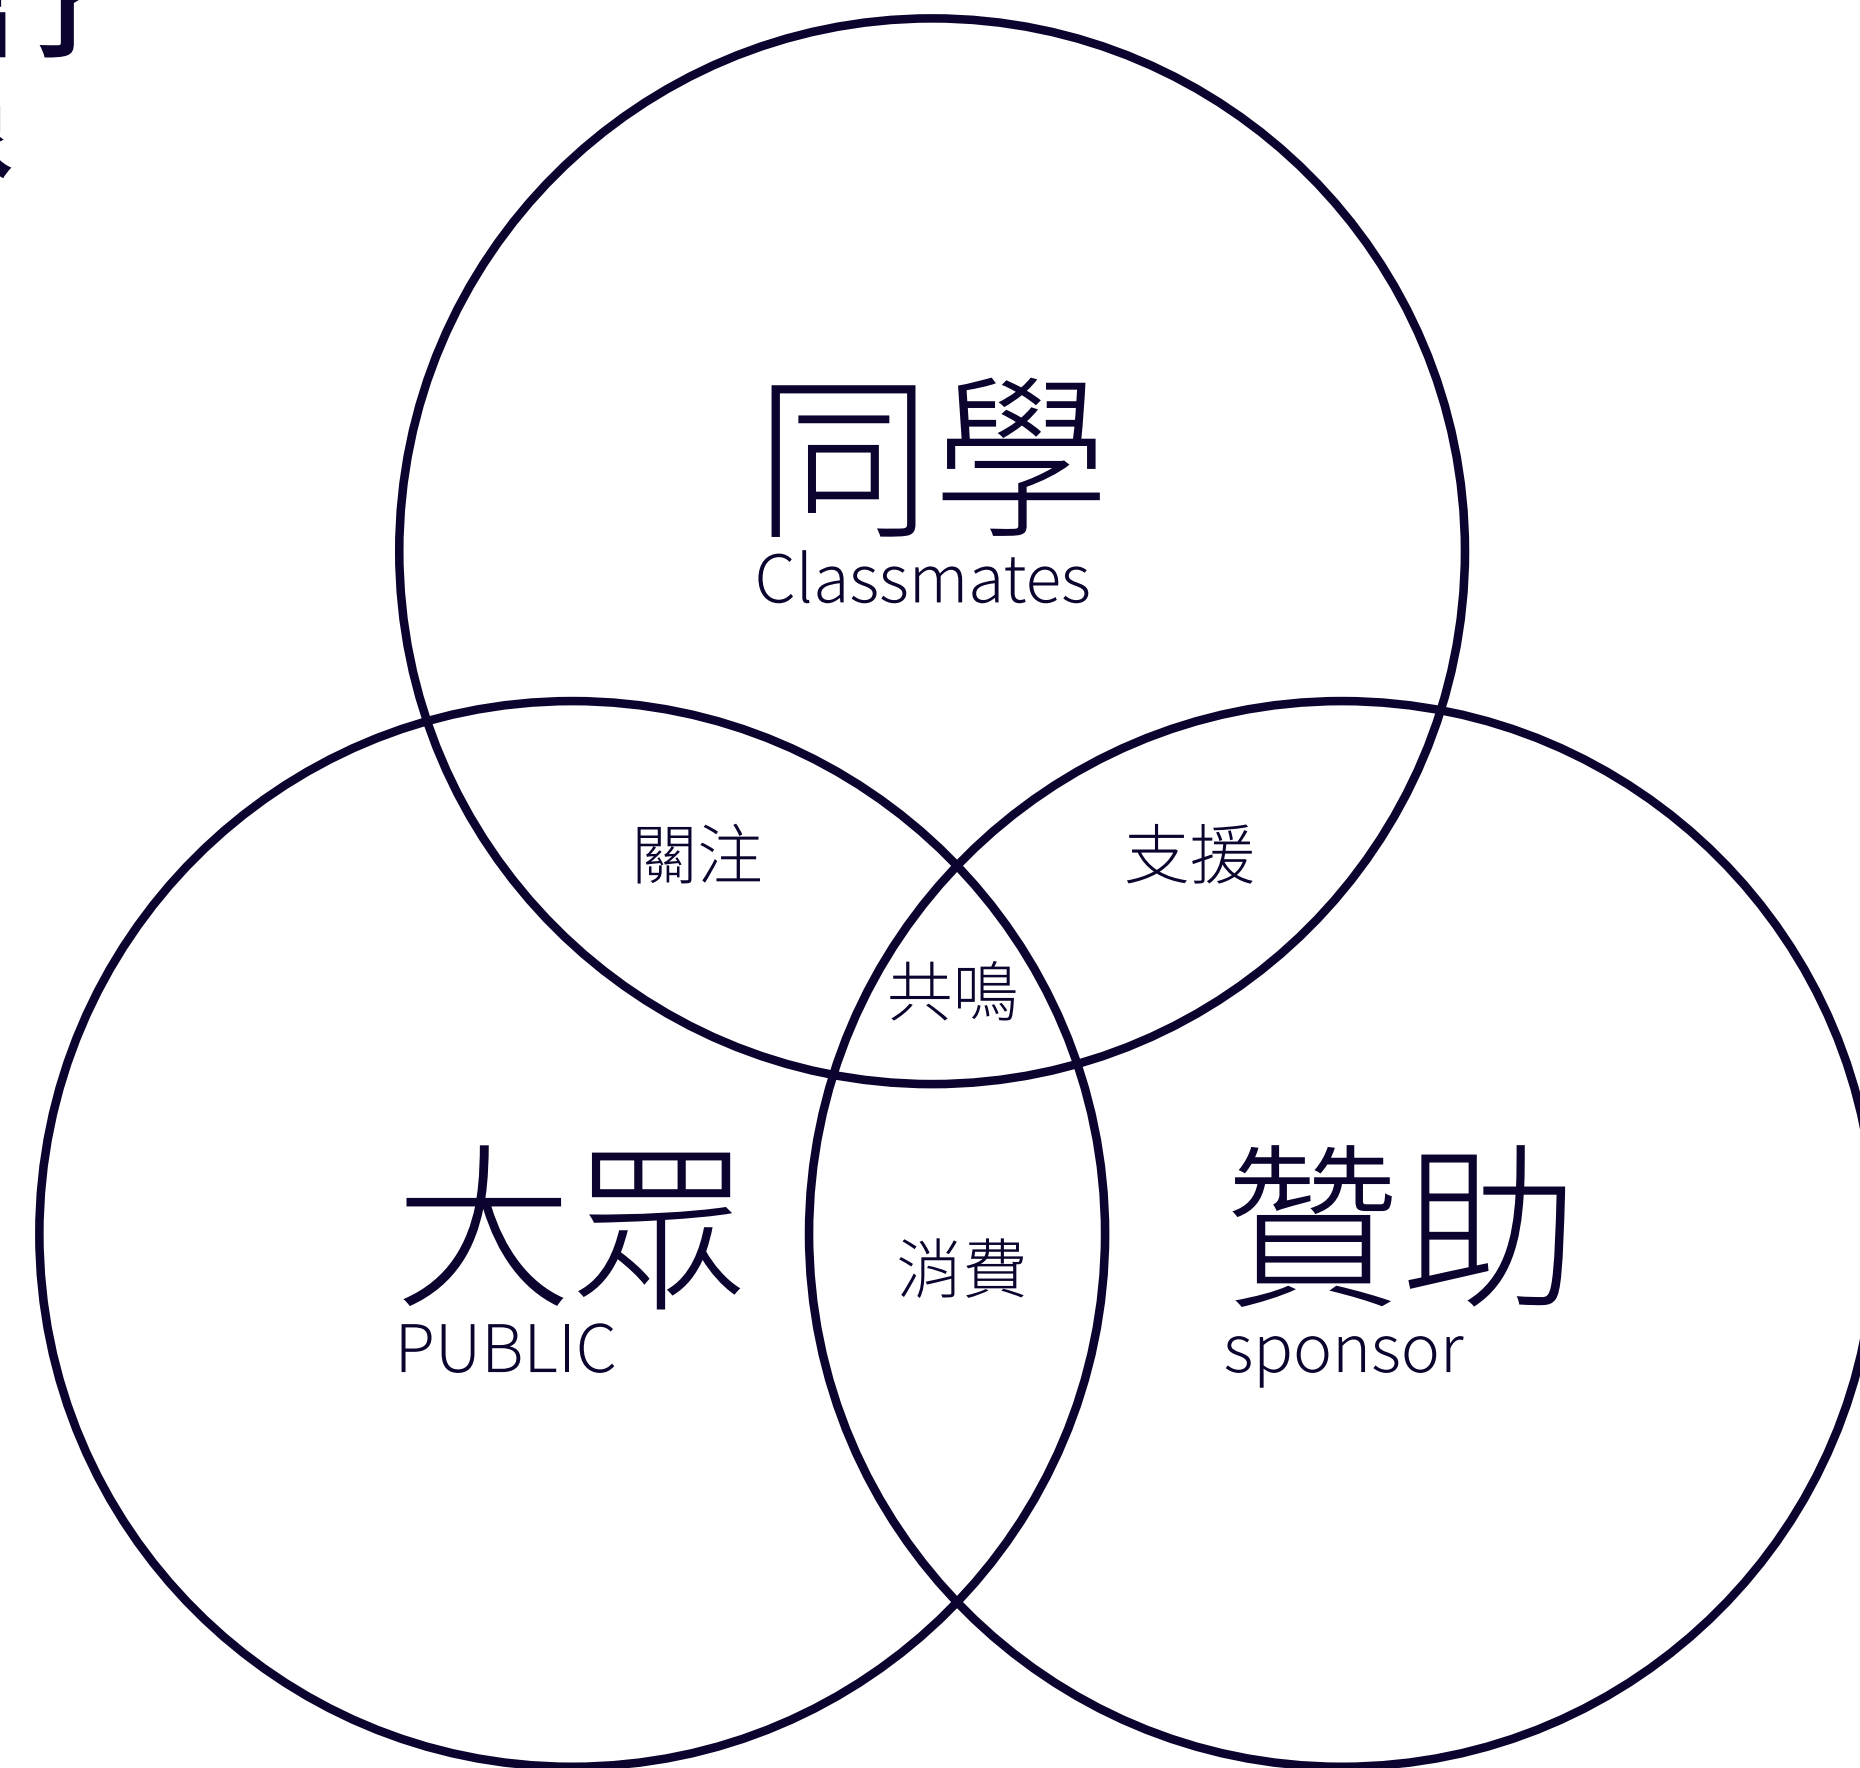 同學
Classmates
關注
支援
共鳴
大眾
PUBLIC
消費
贊助
sponsor